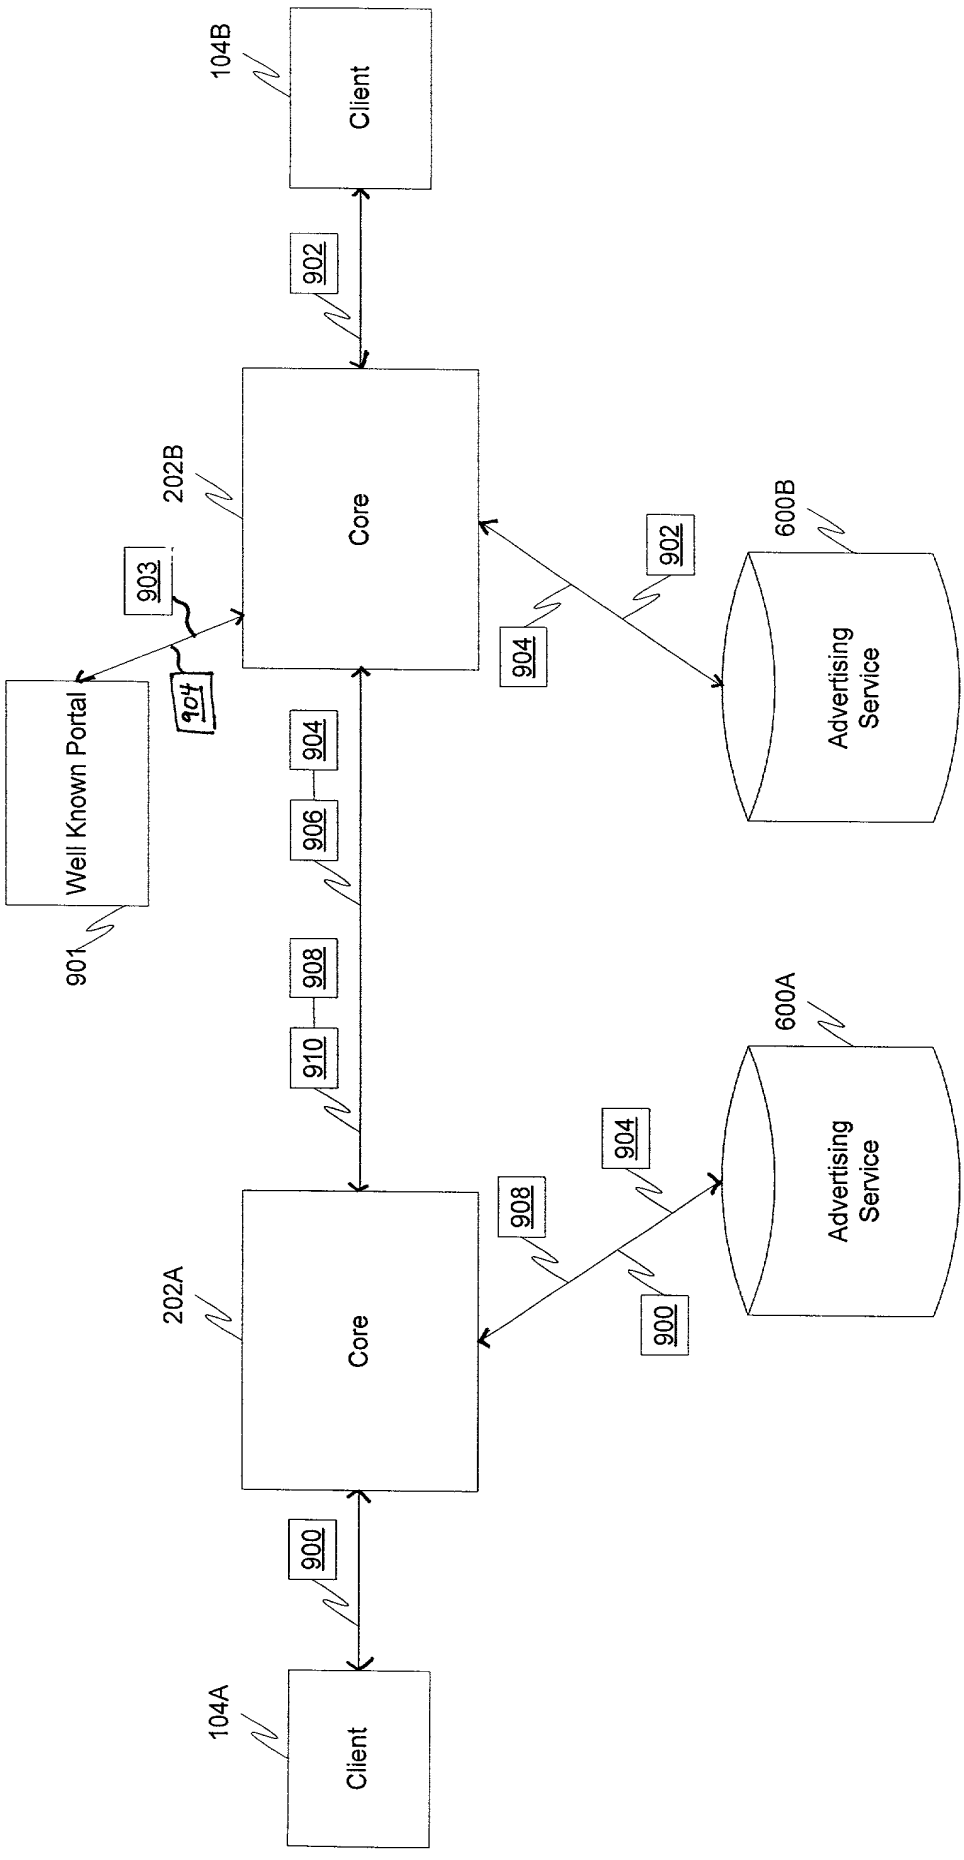 901
Well Known Portal
903
904
104A
202A
202B
104B
900
910
908
906
904
902
Client
Core
Core
Client
908
904
900
904
902
600A
600B
Advertising
Service
Advertising
Service